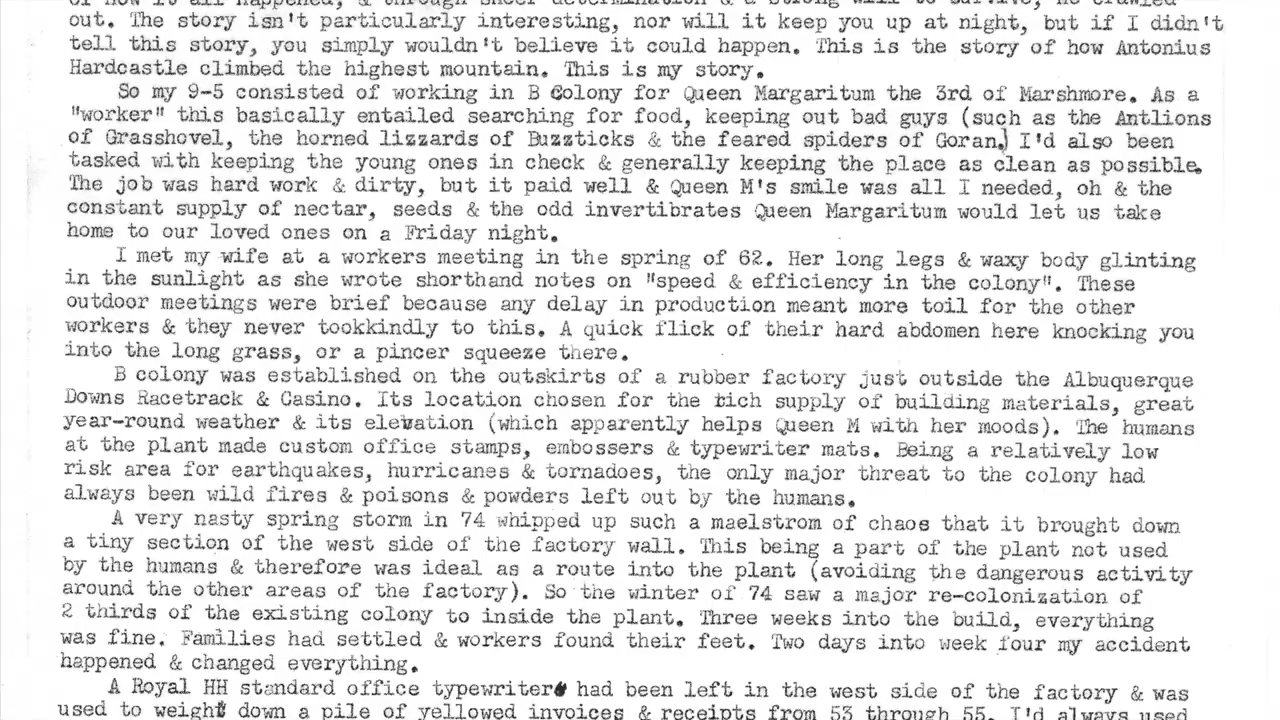 of how it all happened, & through sheer determination & a strong will to survive, he crawled
out. The story isn't particularly interesting, nor will it keep you up at night, but if I didn't
tell this story, you simply wouldn't believe it could happen. This is the story of how Antonius
Hardcastle climbed the highest mountain. This is my story.
So my 9-5 consisted of working in B Colony for Queen Margaritum the 3rd of Marshmore. As a
"worker" this basically entailed searching for food, keeping out bad guys (such as the Antlions
of Grasshovel, the horned lizzards of Buzzticks & the feared spiders of Goran) I'd also been
tasked with keeping the young ones in check & generally keeping the place as clean as possible.
The job was hard work & dirty, but it paid well & Queen M's smile was all I needed, oh & the
constant supply of nectar, seeds & the odd invertibrates Queen Margaritum would let us take
home to our loved ones on a Friday night.
I met my wife at a workers meeting in the spring of 62. Her long legs & waxy body glinting
in the sunlight as she wrote shorthand notes on "speed & efficiency in the colony". These
outdoor meetings were brief because any delay in production meant more toil for the other
workers & they never tookkindly to this. A quick flick of their hard abdomen here knocking you
into the long grass, or a pincer squeeze there.
B colony was established on the outskirts of a rubber factory just outside the Albuquerque
Downs Racetrack & Casino. Its location chosen for the rich supply of building materials, great
year-round weather & its elevation (which apparently helps Queen M with her moods). The humans
at the plant made custom office stamps, embossers & typewriter mats. Being a relatively low
risk area for earthquakes, hurricanes & tornadoes, the only major threat to the colony had
always been wild fires & poisons & powders left out by the humans.
A very nasty spring storm in 74 whipped up such a maelstrom of chaos that it brought down
a tiny section of the west side of the factory wall. This being a part of the plant not used
by the humans & therefore was ideal as a route into the plant (avoiding the dangerous activity
around the other areas of the factory). So the winter of 74 saw a major re-colonization of
2 thirds of the existing colony to inside the plant. Three weeks into the build, everything
was fine. Families had settled & workers found their feet. Two days into week four my accident
happened & changed everything.
A Royal HH standard office typewriter had been left in the west side of the factory & was
used to weight down a pile of yellowed invoices & receipts from 53 through 55. I'd always used